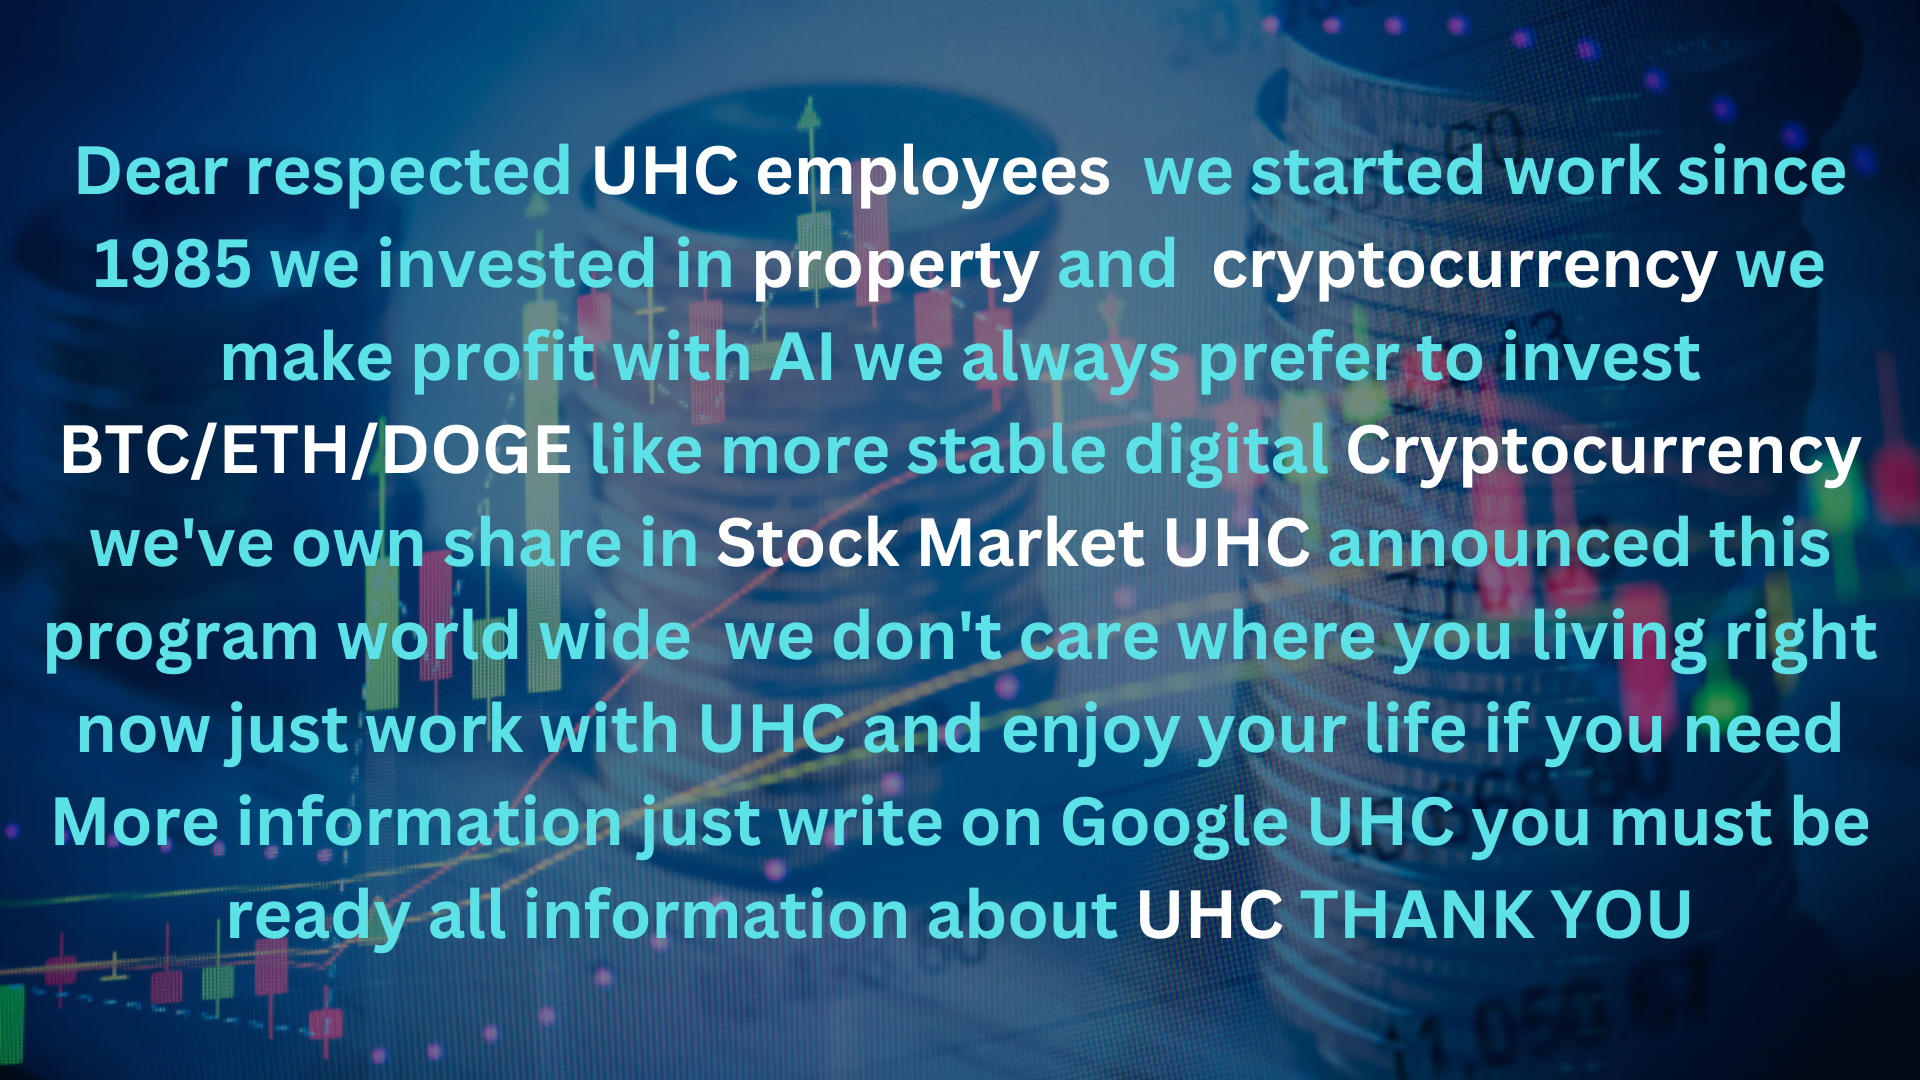 Dear respected UHC employees we started work since
1985 we invested in property and cryptocurrency we
make profit with AI we always prefer to invest
BTC/ETH/DOGE like more stable digital Cryptocurrency
we've own share in Stock Market UHC announced this
program world wide we don't care where you living right
now just work with UHC and enjoy your life if you need
More information just write on Google UHC you must be
ready all information about UHC THANK YOU